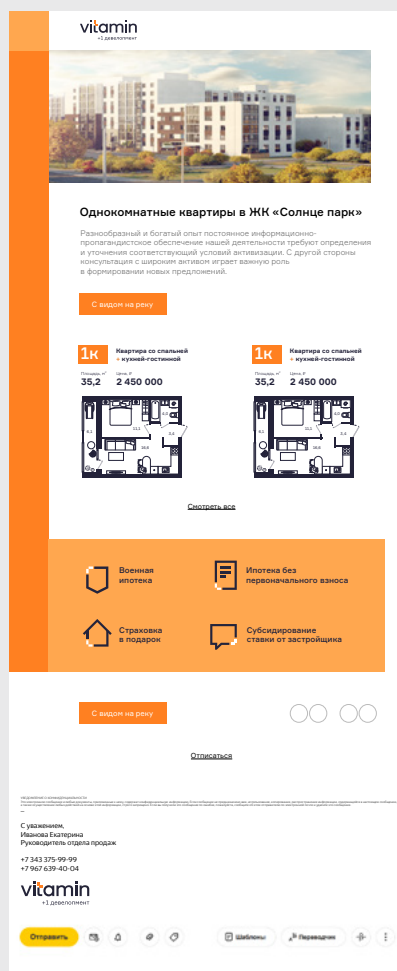 vitamin
+1 девелопмент
Однокомнатные квартиры в ЖК «Солнце парк»
Разнообразный и богатый опыт постоянное информационно-
пропагандистское обеспечение нашей деятельности требуют определения
и уточнения соответствующий условий активизации. С другой стороны
консультация с широким активом играет важную роль
в формировании новых предложений.
С видом на реку
1к
Квартира со спальней
+ кухней-гостинной
Площадь, м²
Цена, ₽
35,2
2 450 000
1к
Квартира со спальней
+ кухней-гостинной
Площадь, м²
Цена, ₽
35,2
2 450 000
Смотреть все
Военная
ипотека
Ипотека без
первоначального взноса
Страховка
в подарок
Субсидирование
ставки от застройщика
С видом на реку
Отписаться
С уважением,
Иванова Екатерина
Руководитель отдела продаж
+7 343 375-99-99
+7 967 639-40-04
vitamin
+1 девелопмент
Отправить
Шаблоны
Переводчик